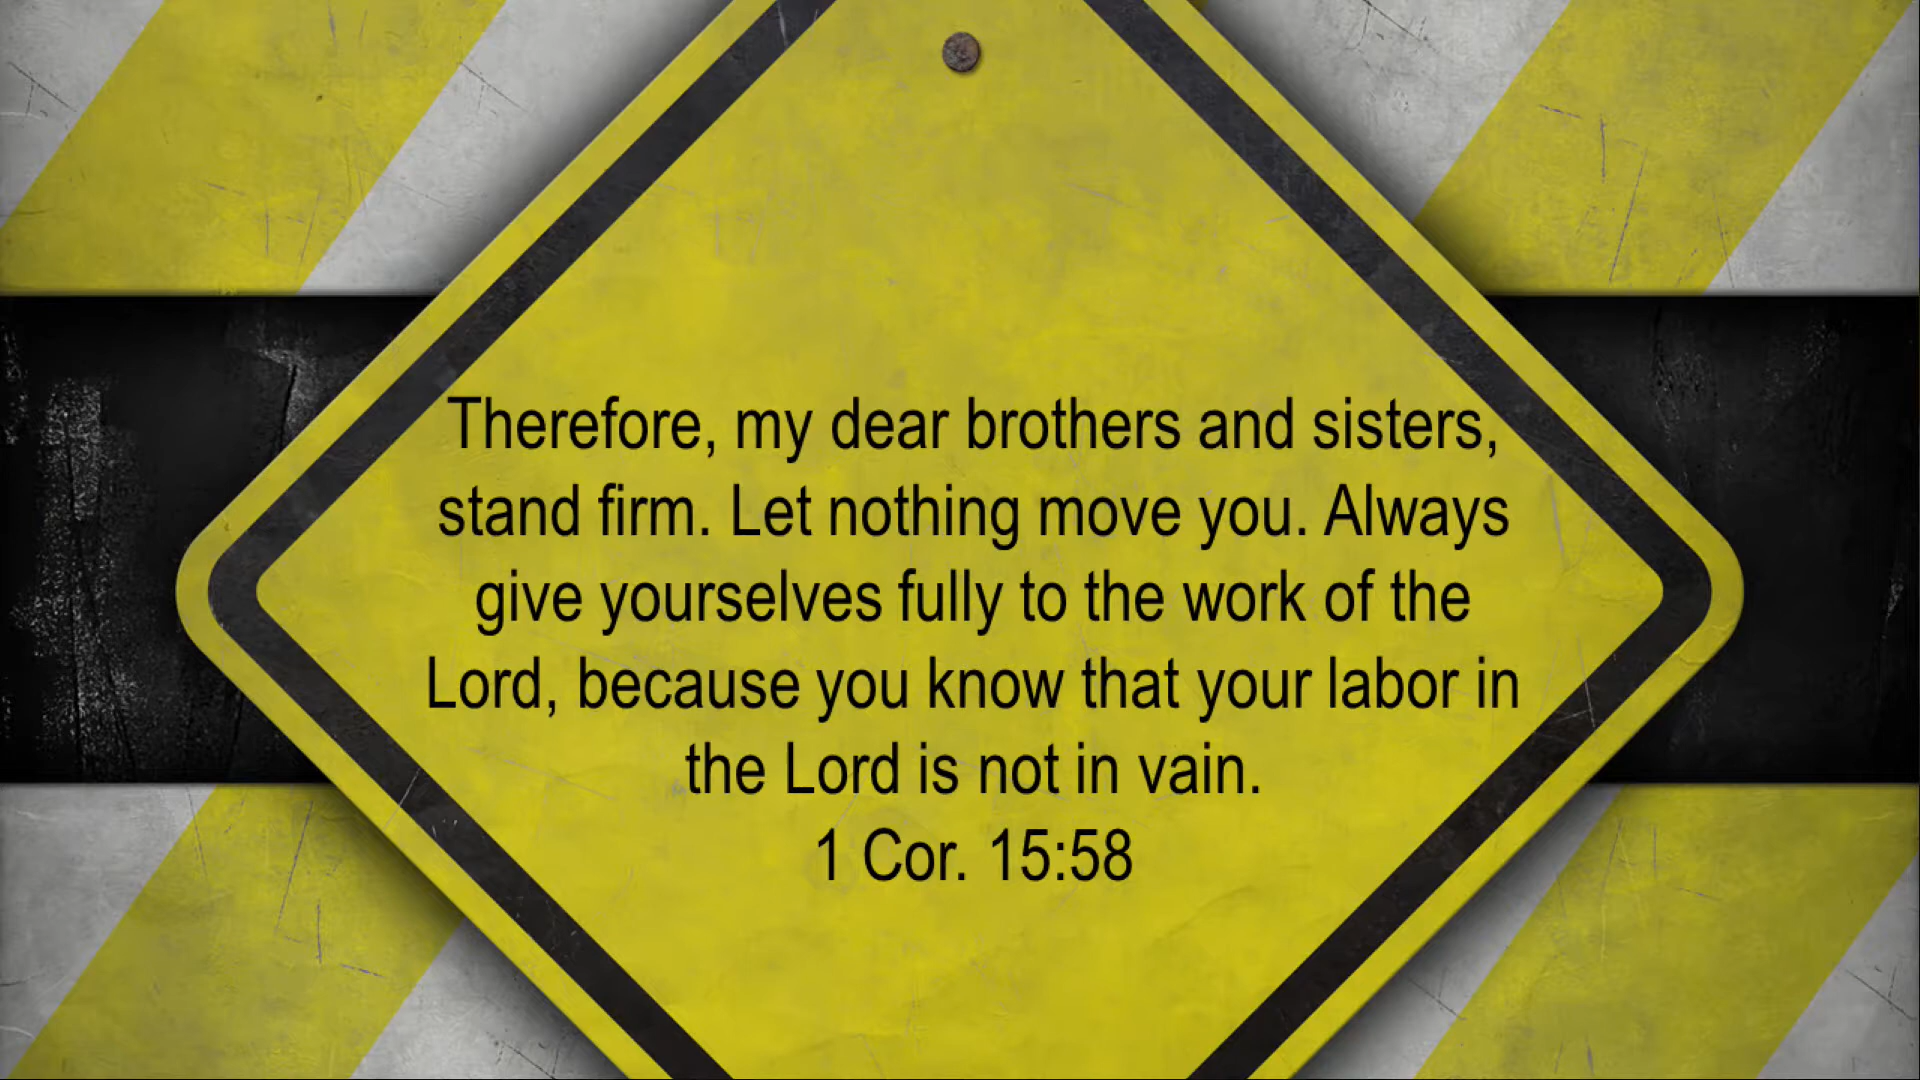 Therefore, my dear brothers and sisters,
stand firm. Let nothing move you. Always
give yourselves fully to the work of the
Lord, because you know that your labor in
the Lord is not in vain.
1 Cor. 15:58